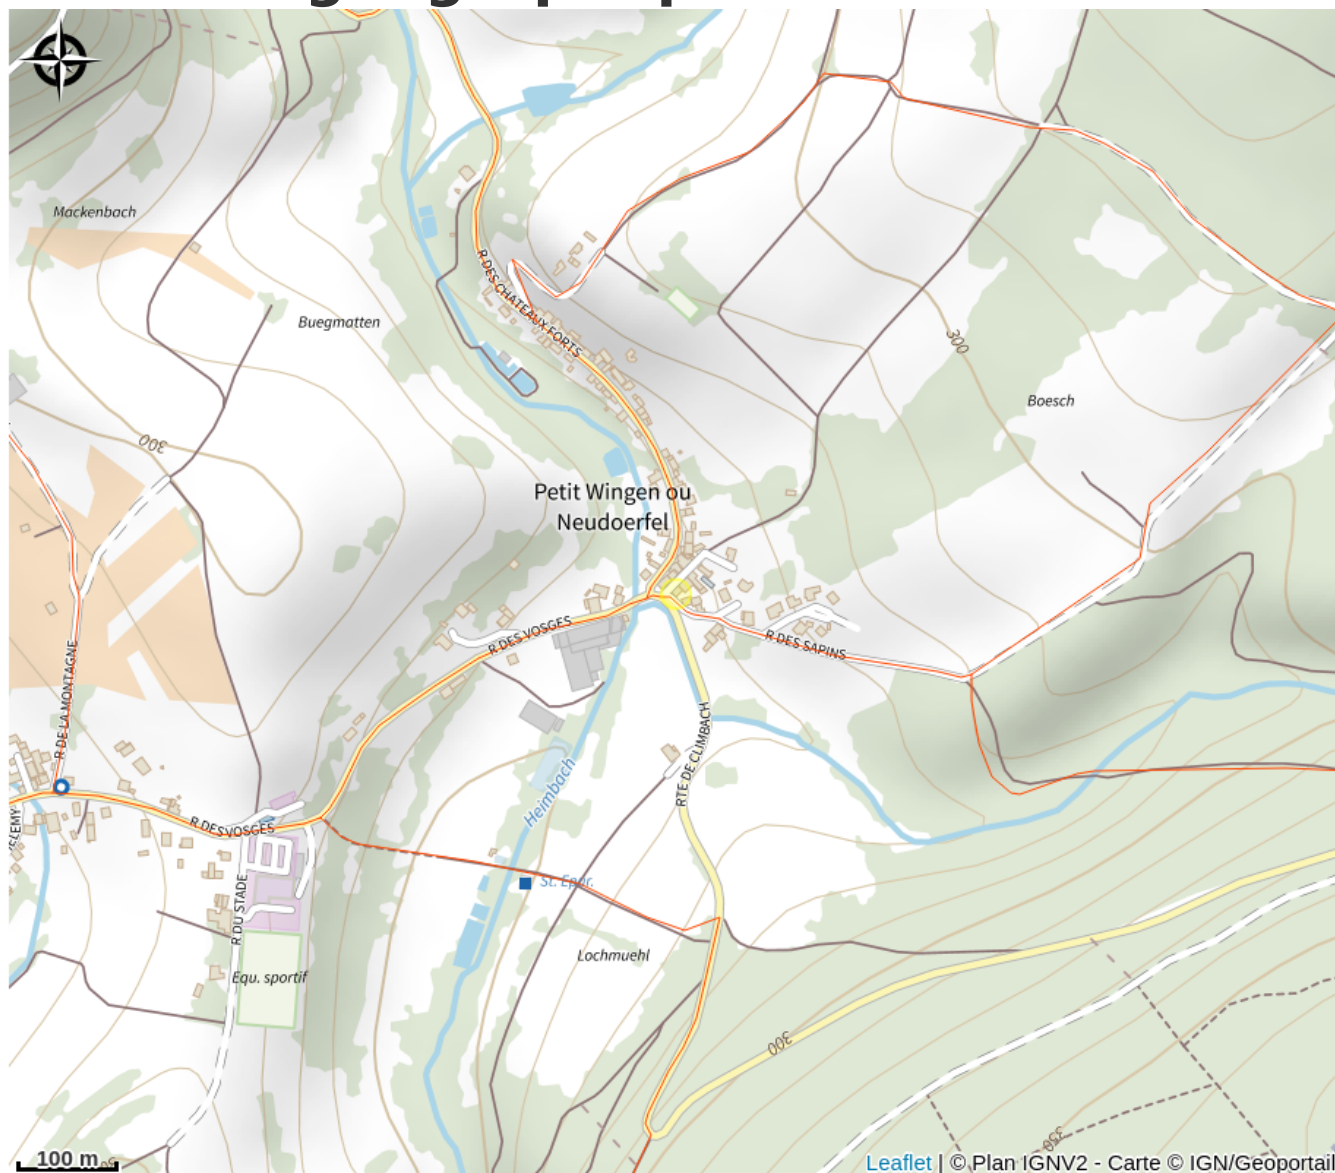 Mackenbach
Buegmatten
R DES CHATEAUX FORTS
300
Boesch
300
Petit Wingen ou
Neudoerfel
R DES VOSGES
R DES SAPINS
R DE LA MONTAGNE
RTE DE CLIMBACH
Heimbach
R DES VOSGES
R DU STADE
St. Epur.
Lochmuehl
Equ. sportif
300
350
100 m
Leaflet | © Plan IGNV2 - Carte © IGN/Geoportail